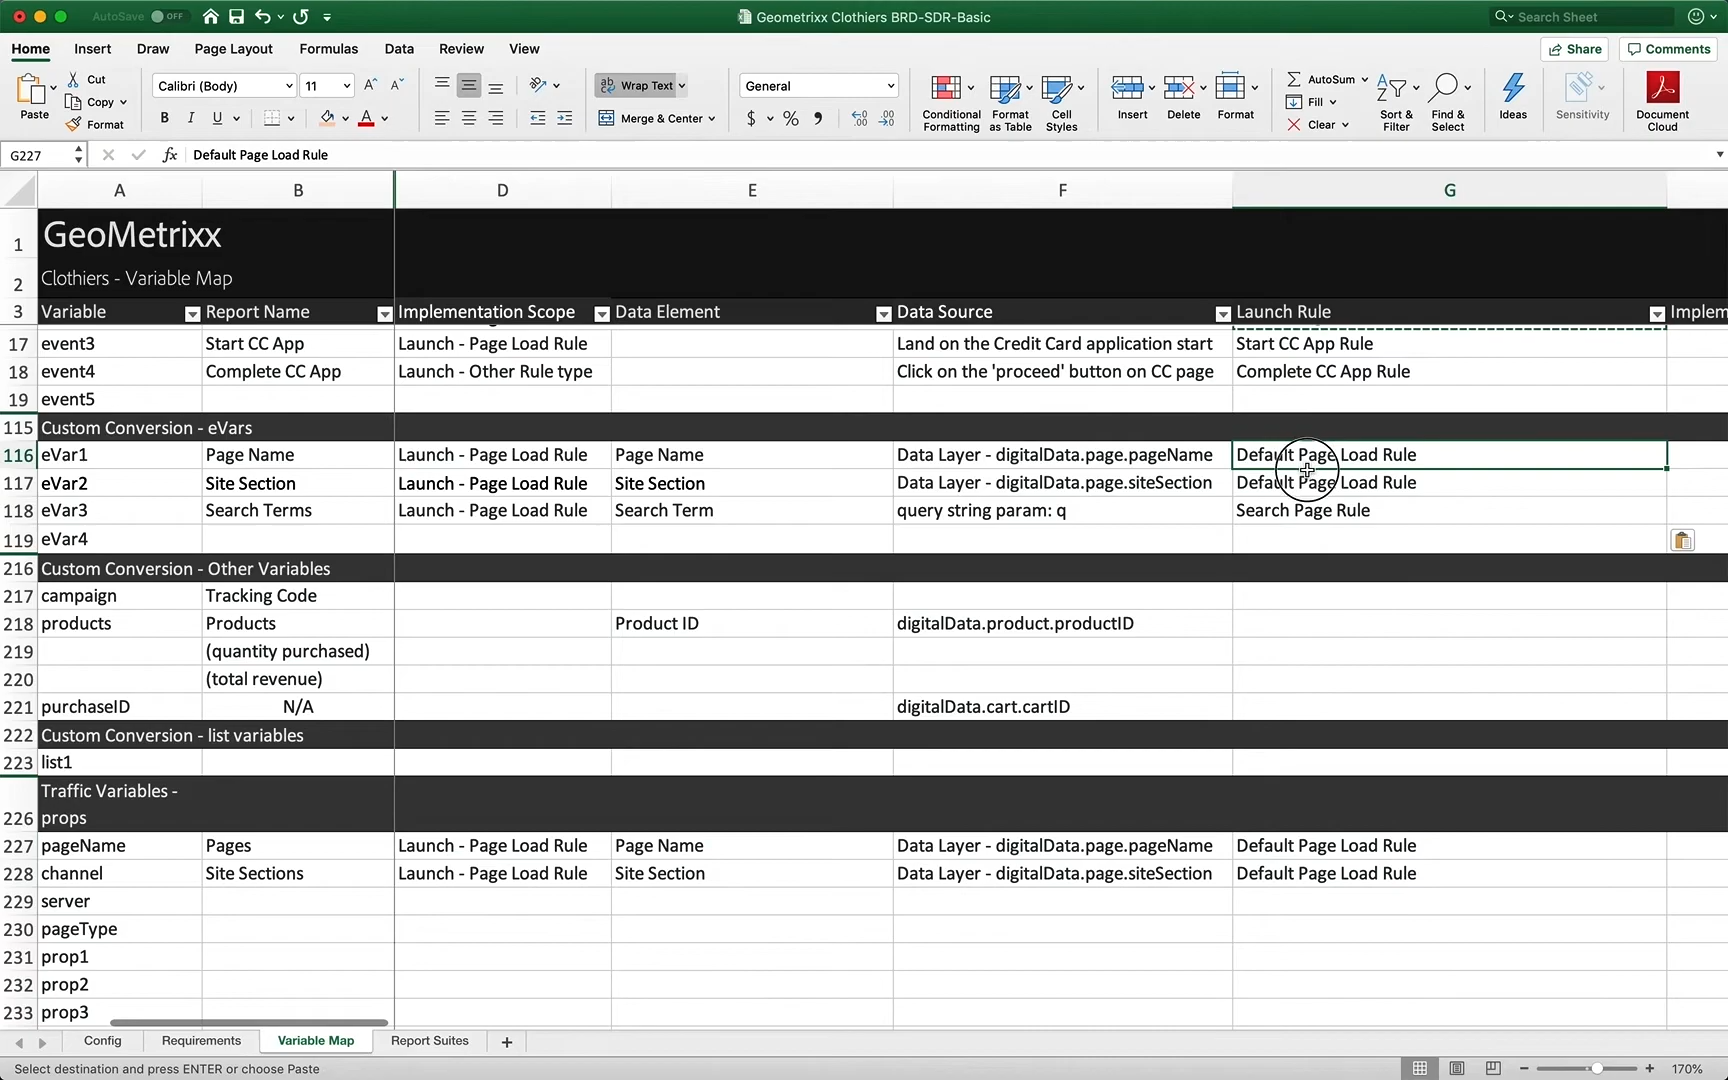 AutoSave OFF
Geometrixx Clothiers BRD-SDR-Basic
Search Sheet
Home Insert Draw Page Layout Formulas Data Review View
Share Comments
Paste
Cut
Copy
Format
Calibri (Body) 11
B I U
Wrap Text
Merge & Center
General
$ % ,
Conditional Formatting
Format as Table
Cell Styles
Insert
Delete
Format
AutoSum
Fill
Clear
Sort & Filter
Find & Select
Ideas
Sensitivity
Document Cloud
G227 fx Default Page Load Rule
A B D E F G
1 GeoMetrixx
2 Clothiers - Variable Map
3 Variable Report Name Implementation Scope Data Element Data Source Launch Rule Implem
17 event3 Start CC App Launch - Page Load Rule Land on the Credit Card application start Start CC App Rule
18 event4 Complete CC App Launch - Other Rule type Click on the 'proceed' button on CC page Complete CC App Rule
19 event5
115 Custom Conversion - eVars
116 eVar1 Page Name Launch - Page Load Rule Page Name Data Layer - digitalData.page.pageName Default Page Load Rule
117 eVar2 Site Section Launch - Page Load Rule Site Section Data Layer - digitalData.page.siteSection Default Page Load Rule
118 eVar3 Search Terms Launch - Page Load Rule Search Term query string param: q Search Page Rule
119 eVar4
216 Custom Conversion - Other Variables
217 campaign Tracking Code
218 products Products Product ID digitalData.product.productID
219 (quantity purchased)
220 (total revenue)
221 purchaseID N/A digitalData.cart.cartID
222 Custom Conversion - list variables
223 list1
Traffic Variables -
226 props
227 pageName Pages Launch - Page Load Rule Page Name Data Layer - digitalData.page.pageName Default Page Load Rule
228 channel Site Sections Launch - Page Load Rule Site Section Data Layer - digitalData.page.siteSection Default Page Load Rule
229 server
230 pageType
231 prop1
232 prop2
233 prop3
Config Requirements Variable Map Report Suites +
Select destination and press ENTER or choose Paste
170%